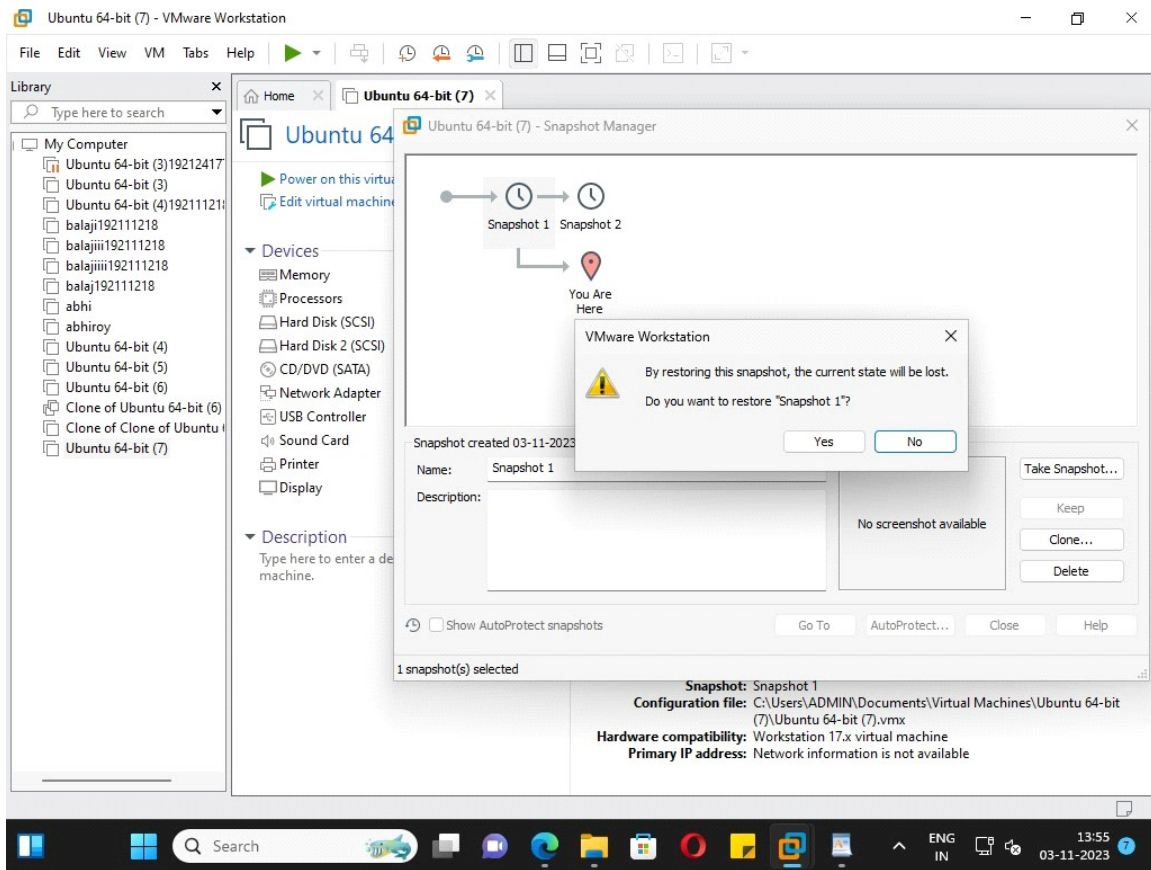 Ubuntu 64-bit (7) - VMware Workstation
File Edit View VM Tabs Help
Library
Type here to search
My Computer
Ubuntu 64-bit (3)19212417
Ubuntu 64-bit (3)
Ubuntu 64-bit (4)192111218
balaji192111218
balajiii192111218
balajiiii192111218
balaj192111218
abhi
abhiroy
Ubuntu 64-bit (4)
Ubuntu 64-bit (5)
Ubuntu 64-bit (6)
Clone of Ubuntu 64-bit (6)
Clone of Clone of Ubuntu
Ubuntu 64-bit (7)
Home
Ubuntu 64-bit (7)
Ubuntu 64
Power on this virtua
Edit virtual machine
Devices
Memory
Processors
Hard Disk (SCSI)
Hard Disk 2 (SCSI)
CD/DVD (SATA)
Network Adapter
USB Controller
Sound Card
Printer
Display
Description
Type here to enter a de
machine.
Ubuntu 64-bit (7) - Snapshot Manager
Snapshot 1 Snapshot 2
You Are
Here
VMware Workstation
By restoring this snapshot, the current state will be lost.
Do you want to restore "Snapshot 1"?
Yes No
Snapshot created 03-11-2023
Name: Snapshot 1
Description:
No screenshot available
Take Snapshot...
Keep
Clone...
Delete
Show AutoProtect snapshots
Go To AutoProtect... Close Help
1 snapshot(s) selected
Snapshot: Snapshot 1
Configuration file: C:\Users\ADMIN\Documents\Virtual Machines\Ubuntu 64-bit
(7)\Ubuntu 64-bit (7).vmx
Hardware compatibility: Workstation 17.x virtual machine
Primary IP address: Network information is not available
Search
ENG
IN
13:55
03-11-2023
7